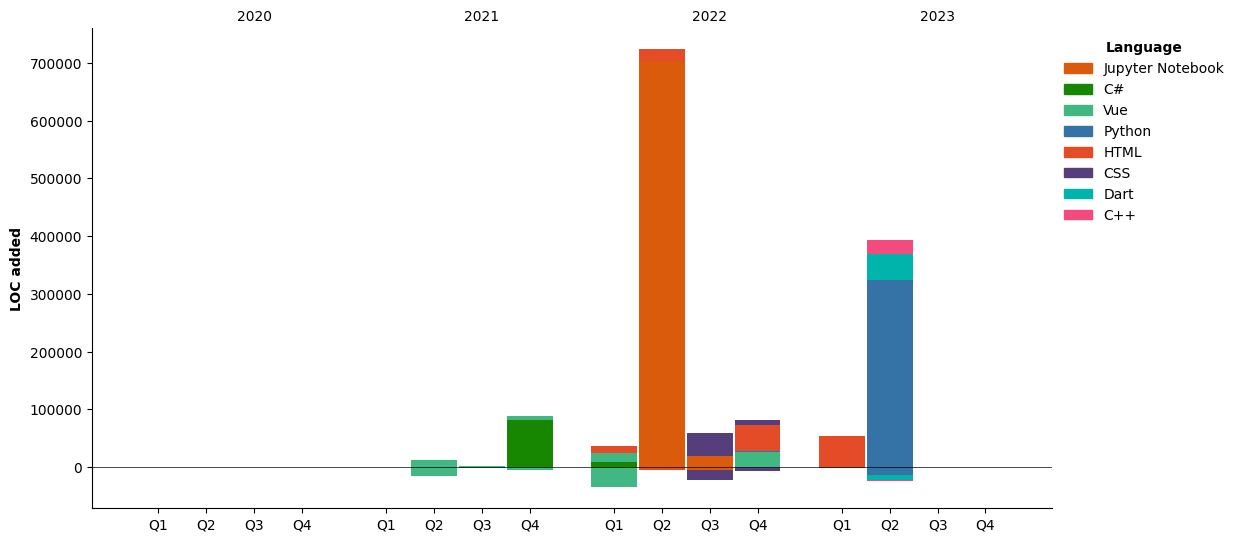 2020 2021 2022 2023
Language
Jupyter Notebook
C#
Vue
Python
HTML
CSS
Dart
C++
LOC added
700000
600000
500000
400000
300000
200000
100000
0
Q1 Q2 Q3 Q4 Q1 Q2 Q3 Q4 Q1 Q2 Q3 Q4 Q1 Q2 Q3 Q4